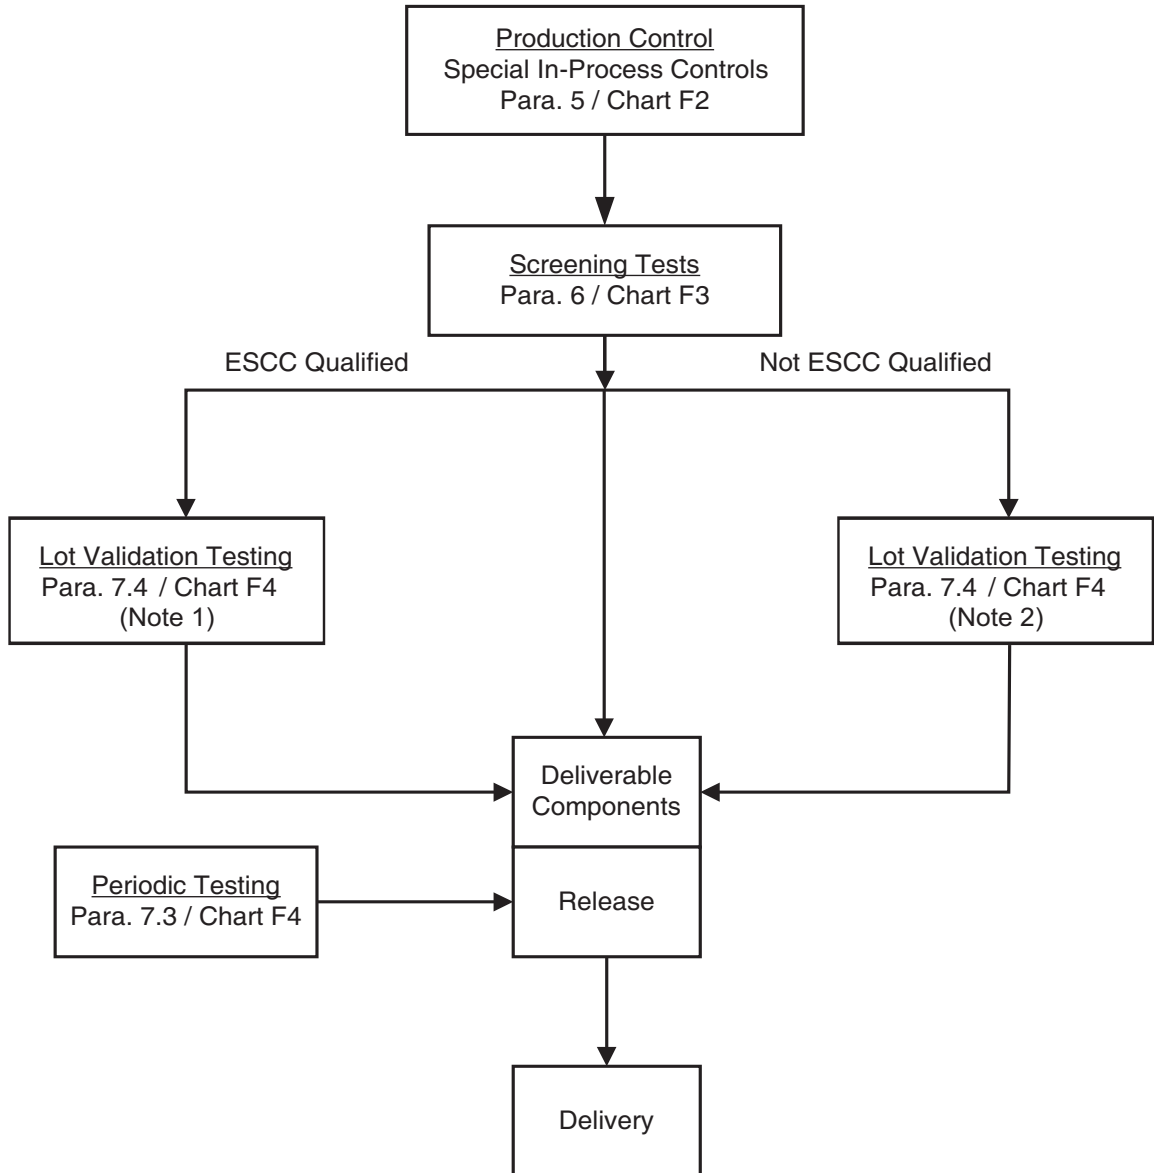 Production Control
Special In-Process Controls
Para. 5 / Chart F2
Screening Tests
Para. 6 / Chart F3
ESCC Qualified
Not ESCC Qualified
Lot Validation Testing
Para. 7.4 / Chart F4
(Note 1)
Lot Validation Testing
Para. 7.4 / Chart F4
(Note 2)
Deliverable
Components
Periodic Testing
Para. 7.3 / Chart F4
Release
Delivery